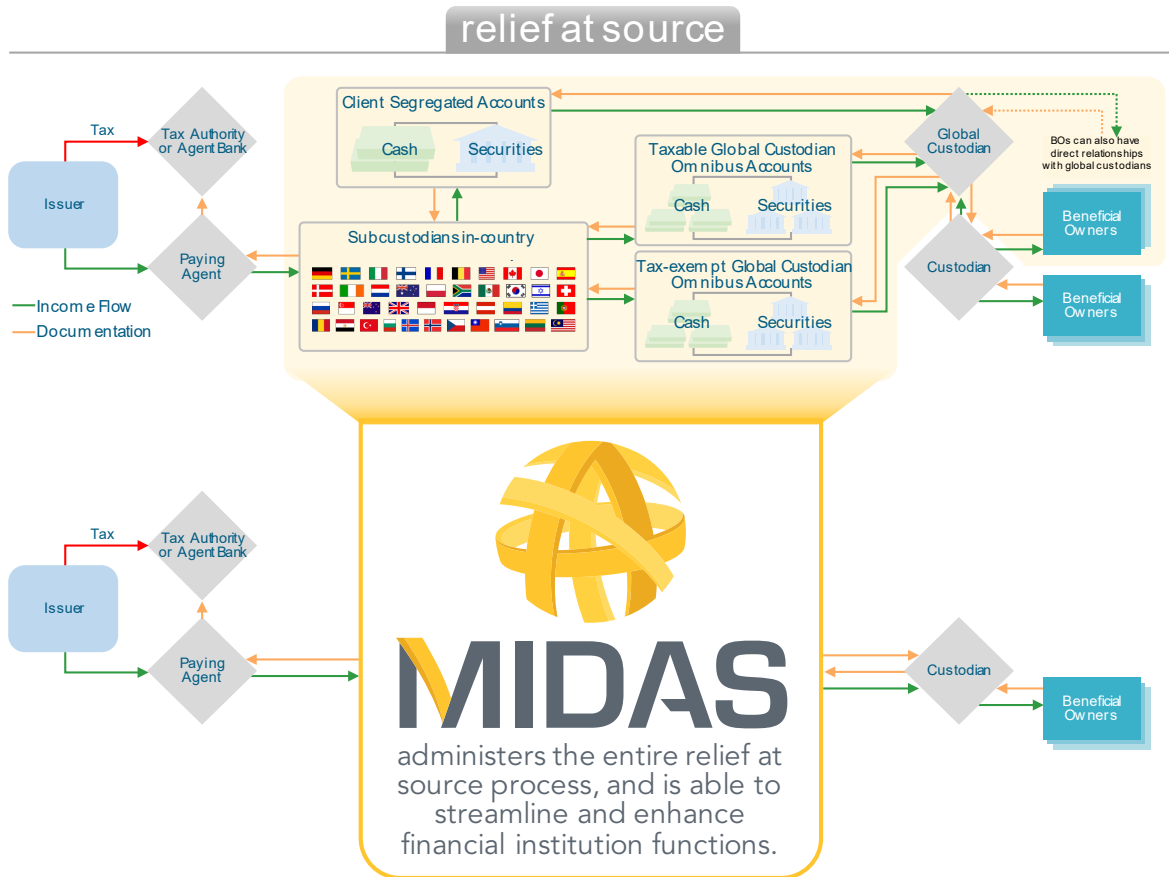 relief at source
Client Segregated Accounts
Cash
Securities
Tax
Tax Authority
or Agent Bank
Issuer
Paying
Agent
Income Flow
Documentation
Subcustodians in-country
Taxable Global Custodian
Omnibus Accounts
Cash
Securities
Tax-exempt Global Custodian
Omnibus Accounts
Cash
Securities
Global
Custodian
BOs can also have
direct relationships
with global custodians
Custodian
Beneficial
Owners
Beneficial
Owners
Tax
Tax Authority
or Agent Bank
Issuer
Paying
Agent
MIDAS
administers the entire relief at
source process, and is able to
streamline and enhance
financial institution functions.
Custodian
Beneficial
Owners